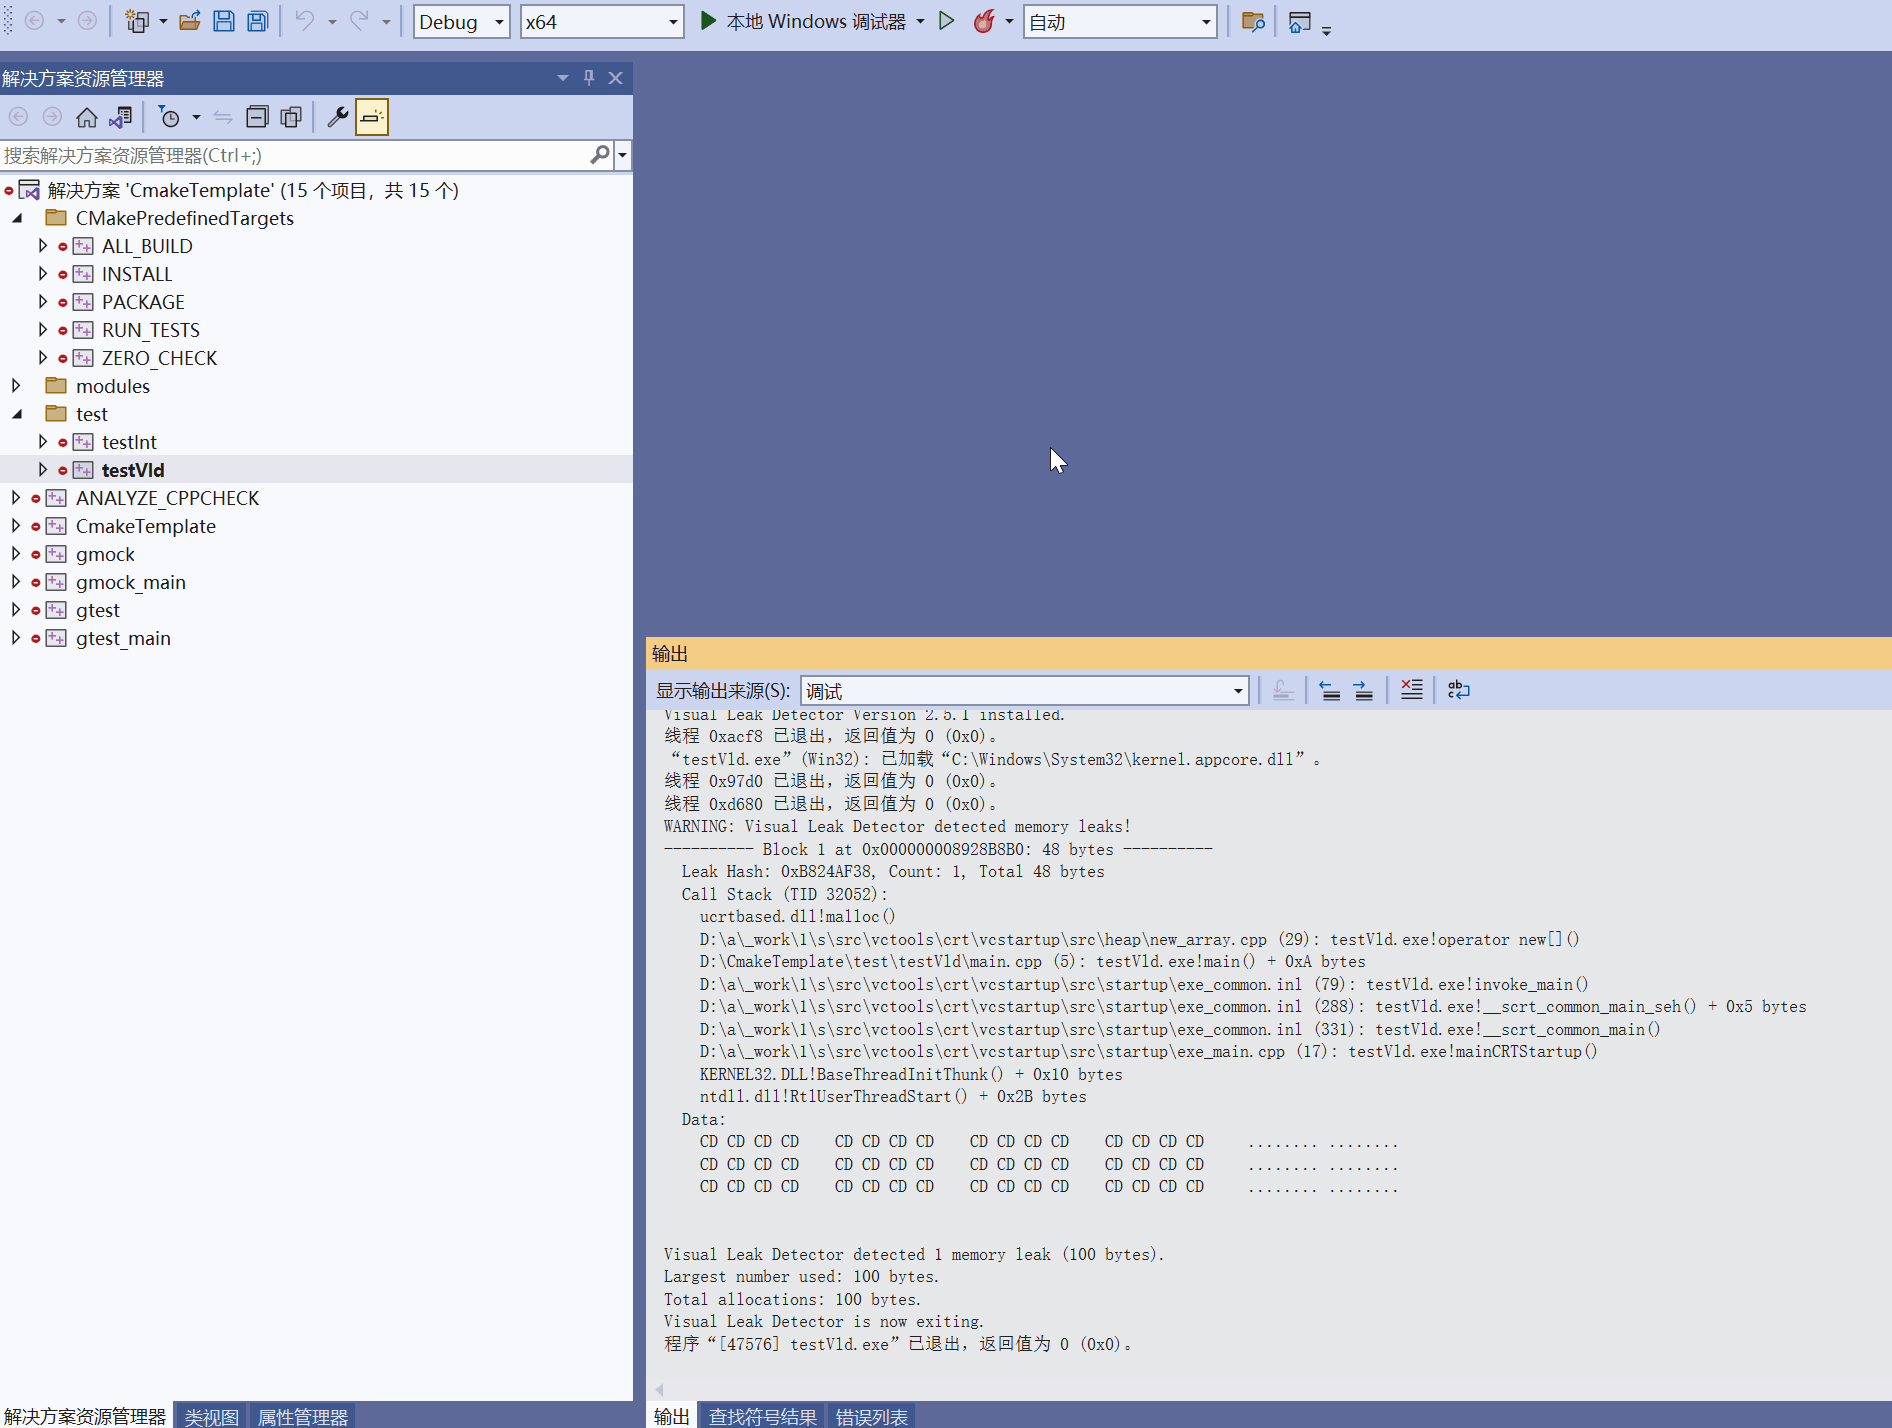 Debug x64 本地 Windows 调试器 自动
解决方案资源管理器
搜索解决方案资源管理器(Ctrl+;)
解决方案 'CmakeTemplate' (15 个项目，共 15 个)
CMakePredefinedTargets
ALL_BUILD
INSTALL
PACKAGE
RUN_TESTS
ZERO_CHECK
modules
test
testInt
testVld
ANALYZE_CPPCHECK
CmakeTemplate
gmock
gmock_main
gtest
gtest_main
解决方案资源管理器 类视图 属性管理器
输出
显示输出来源(S): 调试
Visual Leak Detector Version 2.5.1 installed.
线程 0xacf8 已退出，返回值为 0 (0x0)。
“testVld.exe”(Win32): 已加载“C:\Windows\System32\kernel.appcore.dll”。
线程 0x97d0 已退出，返回值为 0 (0x0)。
线程 0xd680 已退出，返回值为 0 (0x0)。
WARNING: Visual Leak Detector detected memory leaks!
---------- Block 1 at 0x000000008928B8B0: 48 bytes ----------
Leak Hash: 0xB824AF38, Count: 1, Total 48 bytes
Call Stack (TID 32052):
ucrtbased.dll!malloc()
D:\a\_work\1\s\src\vctools\crt\vcstartup\src\heap\new_array.cpp (29): testVld.exe!operator new[]()
D:\CmakeTemplate\test\testVld\main.cpp (5): testVld.exe!main() + 0xA bytes
D:\a\_work\1\s\src\vctools\crt\vcstartup\src\startup\exe_common.inl (79): testVld.exe!invoke_main()
D:\a\_work\1\s\src\vctools\crt\vcstartup\src\startup\exe_common.inl (288): testVld.exe!__scrt_common_main_seh() + 0x5 bytes
D:\a\_work\1\s\src\vctools\crt\vcstartup\src\startup\exe_common.inl (331): testVld.exe!__scrt_common_main()
D:\a\_work\1\s\src\vctools\crt\vcstartup\src\startup\exe_main.cpp (17): testVld.exe!mainCRTStartup()
KERNEL32.DLL!BaseThreadInitThunk() + 0x10 bytes
ntdll.dll!RtlUserThreadStart() + 0x2B bytes
Data:
CD CD CD CD    CD CD CD CD    CD CD CD CD    CD CD CD CD     ........ ........
CD CD CD CD    CD CD CD CD    CD CD CD CD    CD CD CD CD     ........ ........
CD CD CD CD    CD CD CD CD    CD CD CD CD    CD CD CD CD     ........ ........
Visual Leak Detector detected 1 memory leak (100 bytes).
Largest number used: 100 bytes.
Total allocations: 100 bytes.
Visual Leak Detector is now exiting.
程序“[47576] testVld.exe”已退出，返回值为 0 (0x0)。
输出 查找符号结果 错误列表